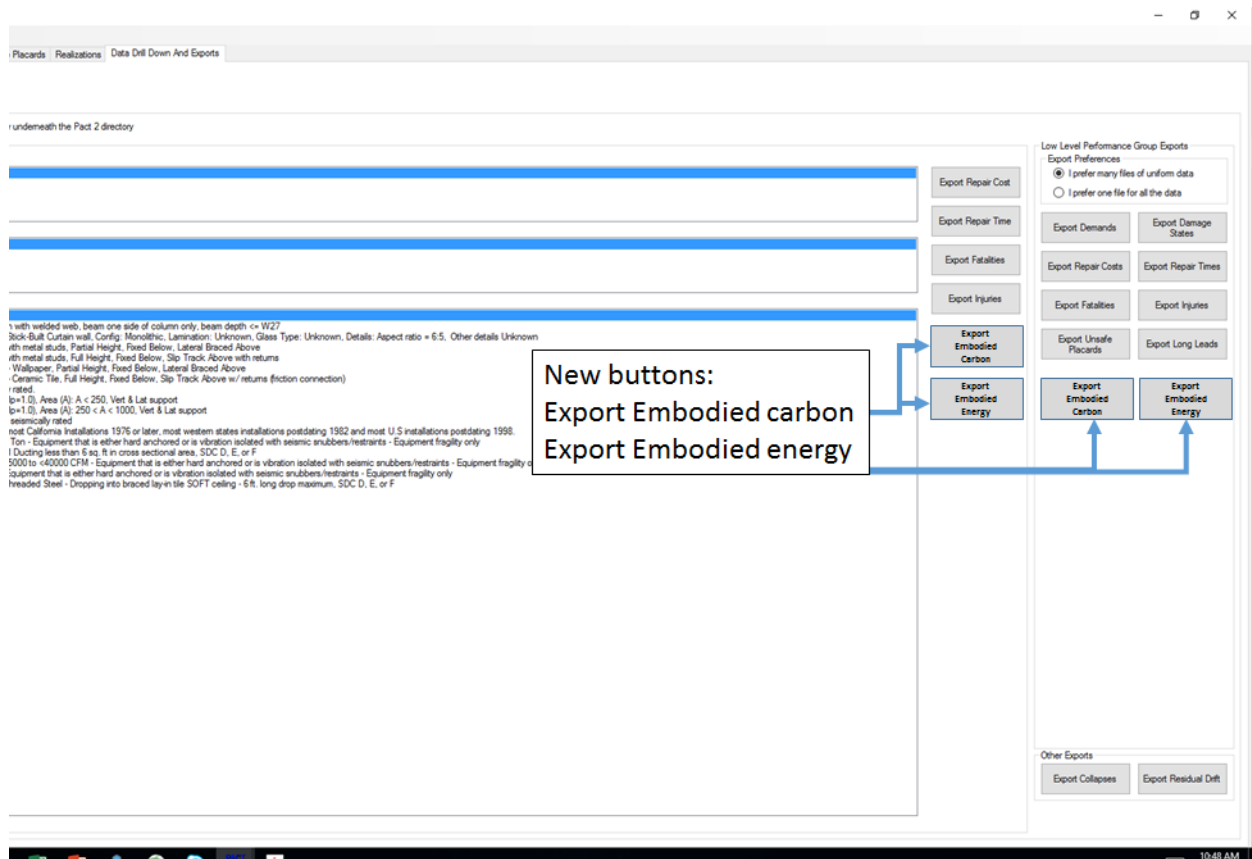 Placards Realizations Data Drill Down And Exports
underneath the Pact 2 directory
Low Level Performance Group Exports
Export Preferences
I prefer many files of uniform data
I prefer one file for all the data
Export Repair Cost
Export Repair Time
Export Fatalities
Export Injuries
Export
Embodied
Carbon
Export
Embodied
Energy
Export Demands
Export Damage
States
Export Repair Costs
Export Repair Times
Export Fatalities
Export Injuries
Export Unsafe
Placards
Export Long Leads
Export
Embodied
Carbon
Export
Embodied
Energy
with welded web, beam one side of column only, beam depth <= W27
Stick-Built Curtain wall, Config: Monolithic, Lamination: Unknown, Glass Type: Unknown, Details: Aspect ratio = 6:5, Other details Unknown
with metal studs, Partial Height, Fixed Below, Lateral Braced Above
with metal studs, Full Height, Fixed Below, Slip Track Above with returns
- Wallpaper, Partial Height, Fixed Below, Lateral Braced Above
- Ceramic Tile, Full Height, Fixed Below, Slip Track Above w/ returns (friction connection)
rated.
Ip=1.0), Area (A): A < 250, Vert & Lat support
Ip=1.0), Area (A): 250 < A < 1000, Vert & Lat support
seismically rated
most California Installations 1976 or later, most western states installations postdating 1982 and most U.S installations postdating 1998.
Ton - Equipment that is either hard anchored or is vibration isolated with seismic snubbers/restraints - Equipment fragility only
Ducting less than 6 sq. ft in cross sectional area, SDC D, E, or F
5000 to <40000 CFM - Equipment that is either hard anchored or is vibration isolated with seismic snubbers/restraints - Equipment fragility
Equipment that is either hard anchored or is vibration isolated with seismic snubbers/restraints - Equipment fragility only
Threaded Steel - Dropping into braced lay-in tile SOFT ceiling - 6 ft. long drop maximum, SDC D, E, or F
New buttons:
Export Embodied carbon
Export Embodied energy
Other Exports
Export Collapses
Export Residual Drift
10:48 AM